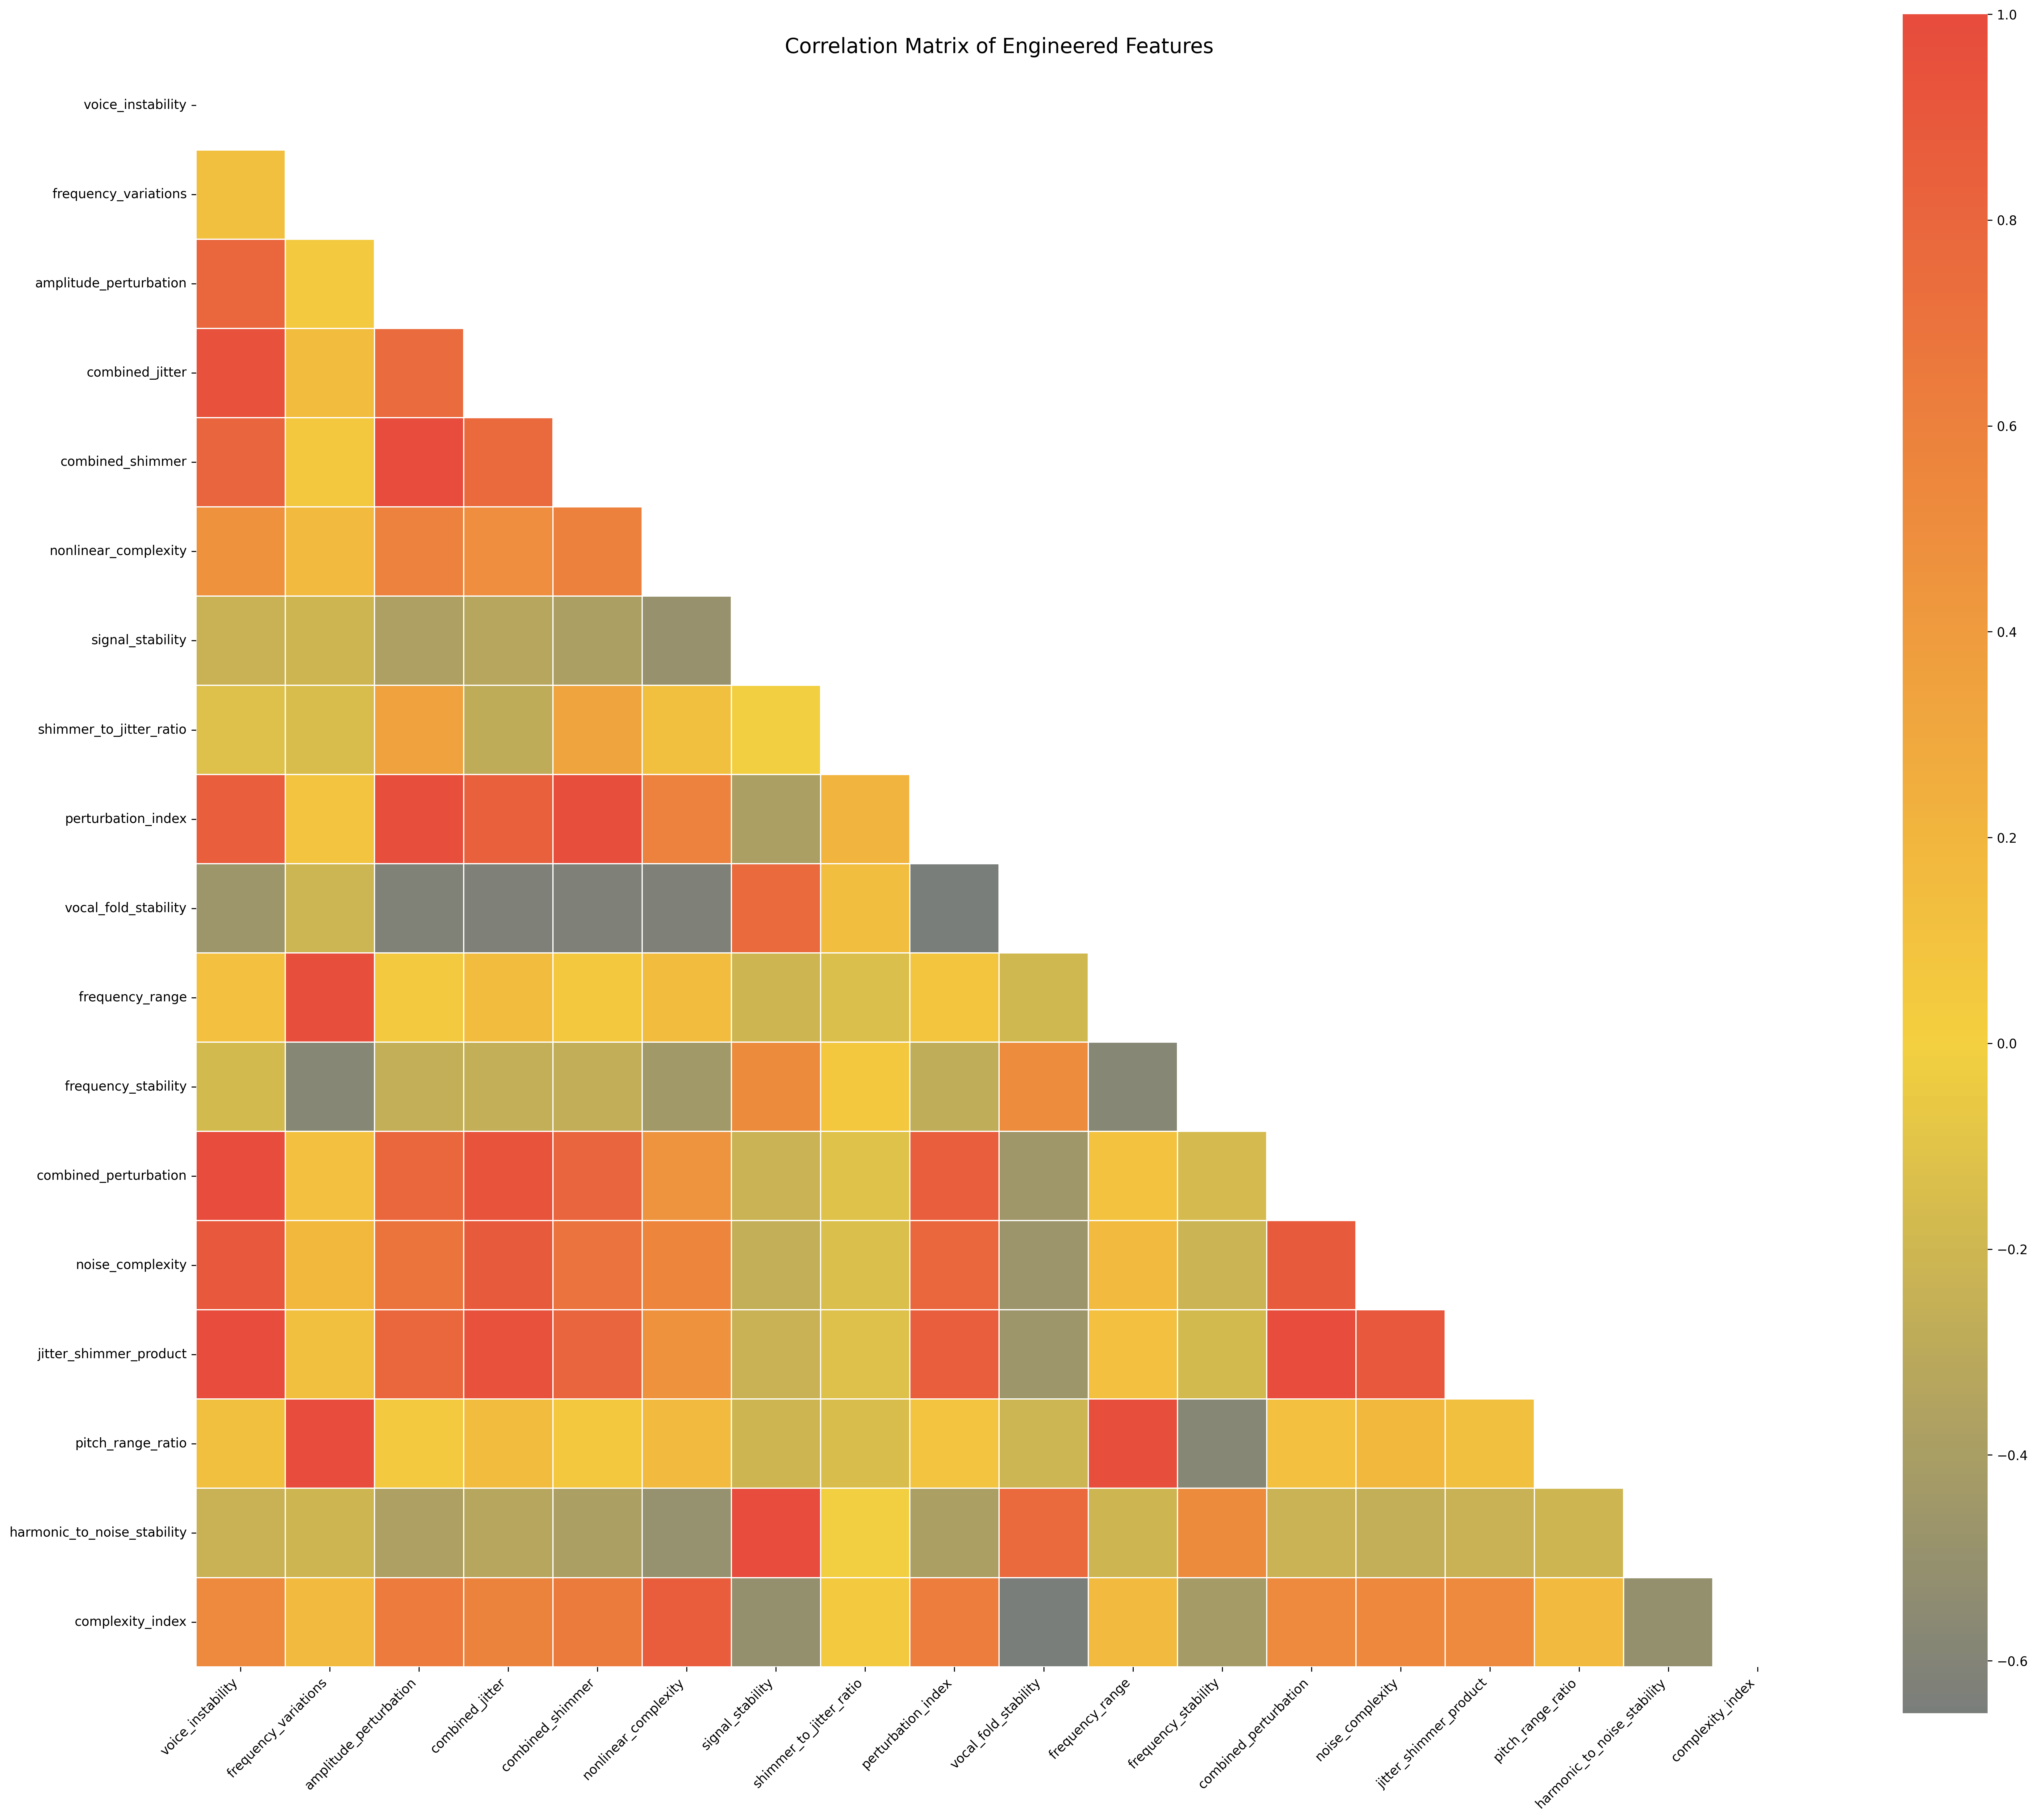 Correlation Matrix of Engineered Features
voice_instability
frequency_variations
amplitude_perturbation
combined_jitter
combined_shimmer
nonlinear_complexity
signal_stability
shimmer_to_jitter_ratio
perturbation_index
vocal_fold_stability
frequency_range
frequency_stability
combined_perturbation
noise_complexity
jitter_shimmer_product
pitch_range_ratio
harmonic_to_noise_stability
complexity_index
voice_instability
frequency_variations
amplitude_perturbation
combined_jitter
combined_shimmer
nonlinear_complexity
signal_stability
shimmer_to_jitter_ratio
perturbation_index
vocal_fold_stability
frequency_range
frequency_stability
combined_perturbation
noise_complexity
jitter_shimmer_product
pitch_range_ratio
harmonic_to_noise_stability
complexity_index
1.0
0.8
0.6
0.4
0.2
0.0
−0.2
−0.4
−0.6